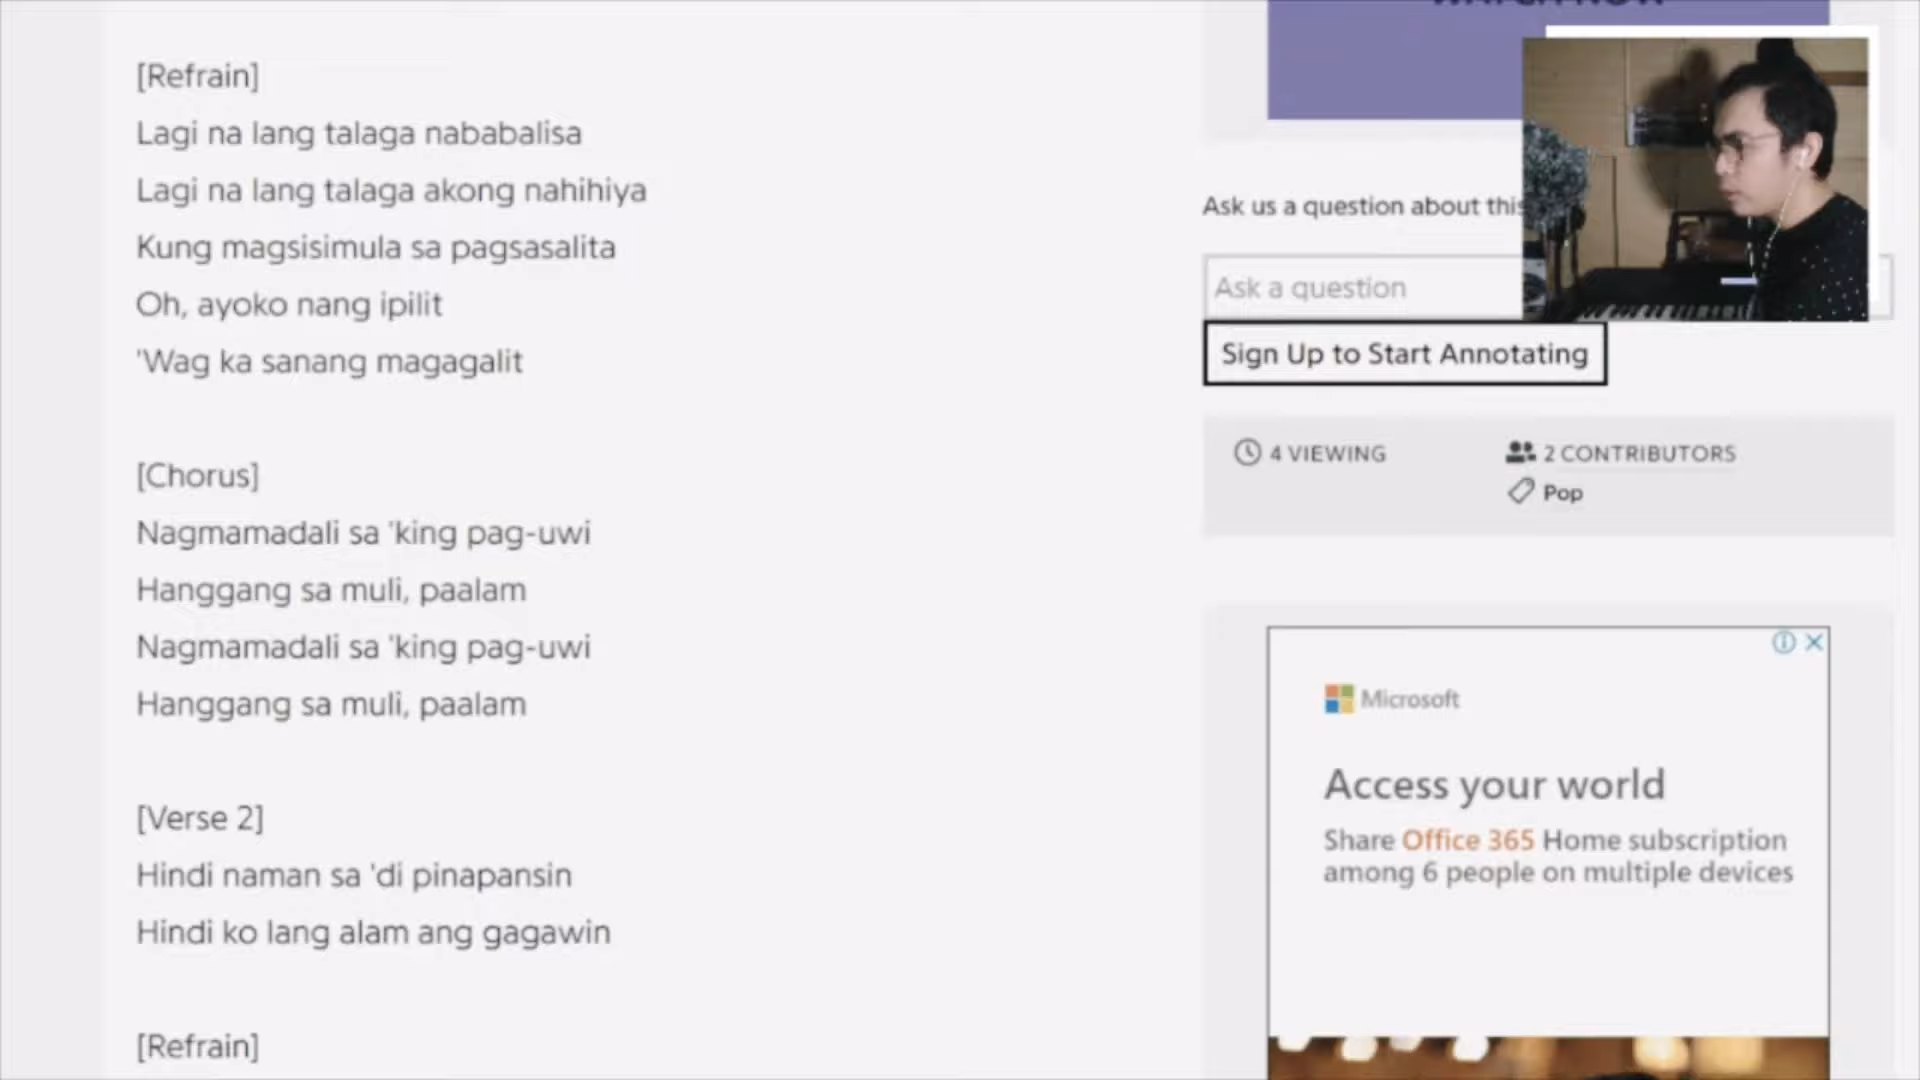 [Refrain]
Lagi na lang talaga nababalisa
Lagi na lang talaga akong nahihiya
Kung magsisimula sa pagsasalita
Oh, ayoko nang ipilit
'Wag ka sanang magagalit
[Chorus]
Nagmamadali sa 'king pag-uwi
Hanggang sa muli, paalam
Nagmamadali sa 'king pag-uwi
Hanggang sa muli, paalam
[Verse 2]
Hindi naman sa 'di pinapansin
Hindi ko lang alam ang gagawin
[Refrain]
Ask us a question about this
Ask a question
Sign Up to Start Annotating
4 VIEWING
2 CONTRIBUTORS
Pop
Microsoft
Access your world
Share Office 365 Home subscription
among 6 people on multiple devices